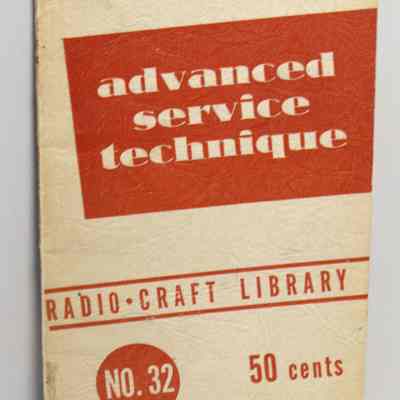 advanced
service
technique
RADIO·CRAFT LIBRARY
NO. 32
50 cents